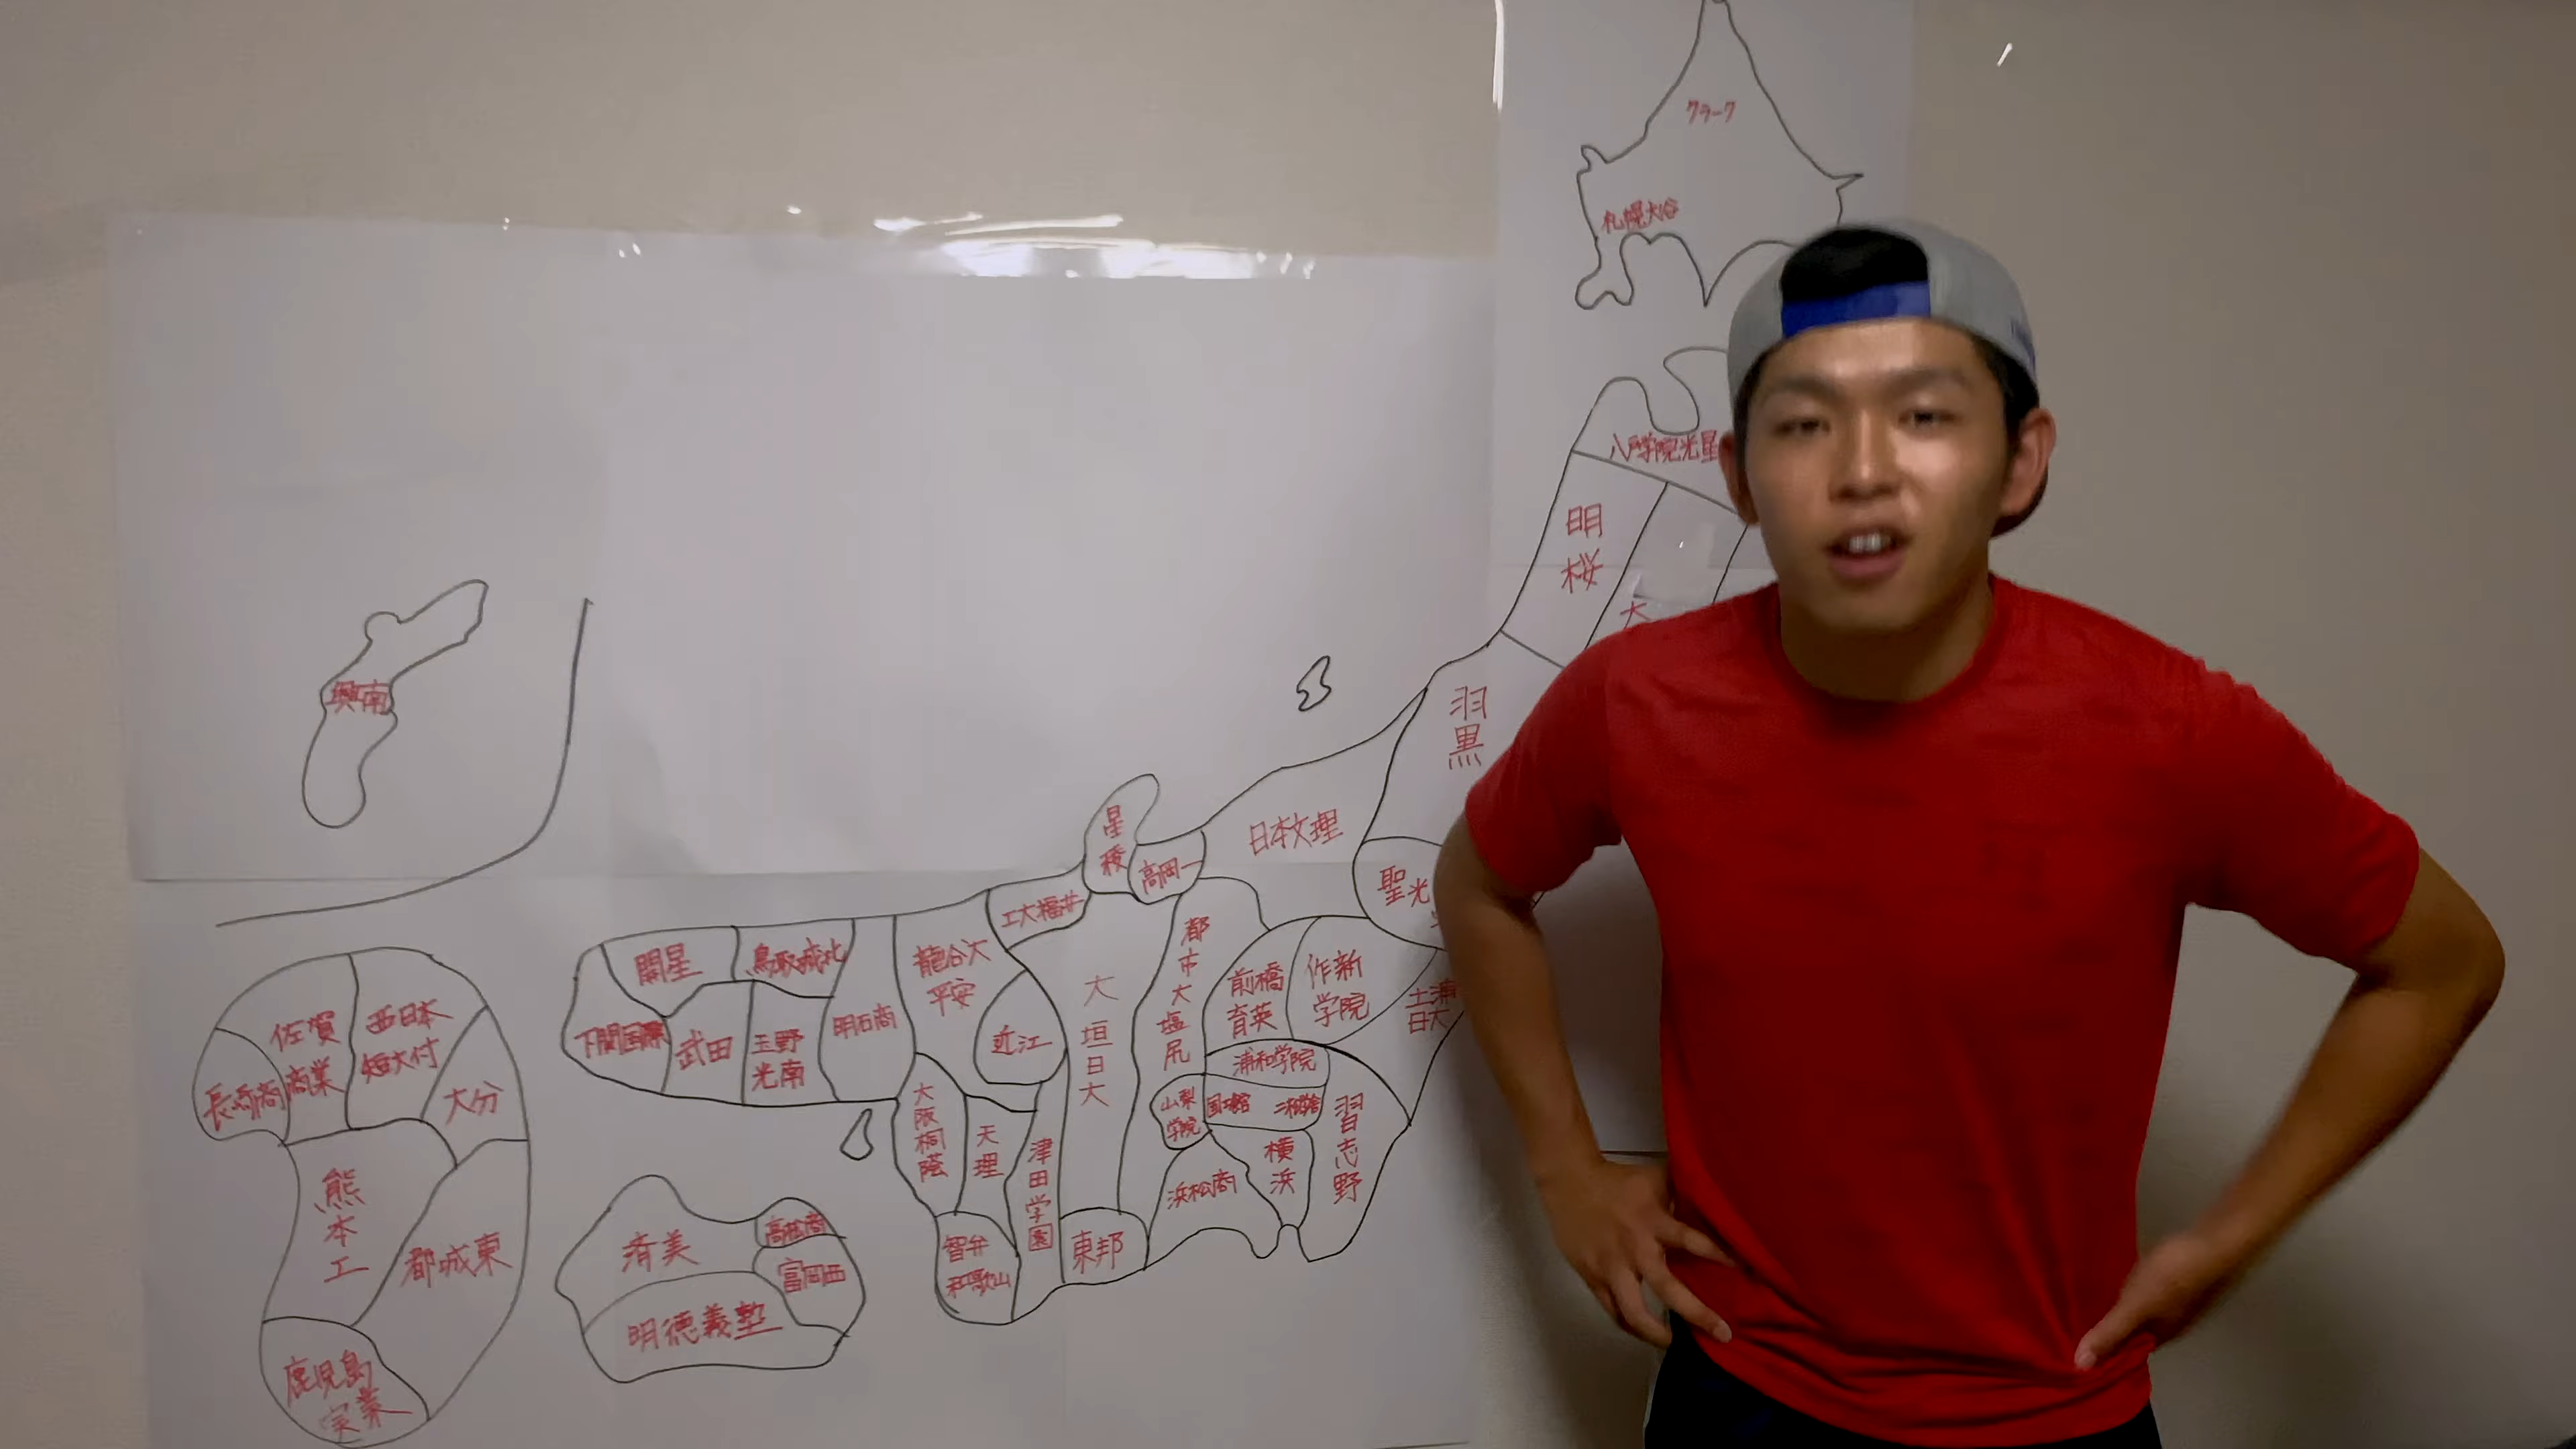 クラーク
札幌大谷
八戸学院光星
明
桜
大
羽
黒
興南
日本文理
星
稜
高岡一
聖光
工大福井
都
市
大
塩
尻
前橋
育英
作新
学院
土浦
日大
開星
鳥取城北
龍谷大
平安
近江
大
垣
日
大
下関国際
武田
玉野
光南
明石商
浦和学院
山梨
学院
習
志
野
横
浜
浜松商
大
阪
桐
蔭
天
理
津
田
学
園
智弁
和歌山
東邦
佐賀
商業
西日本
短大付
長崎商
大分
熊
本
工
都城東
鹿児島
実業
済美
高松商
富岡西
明徳義塾